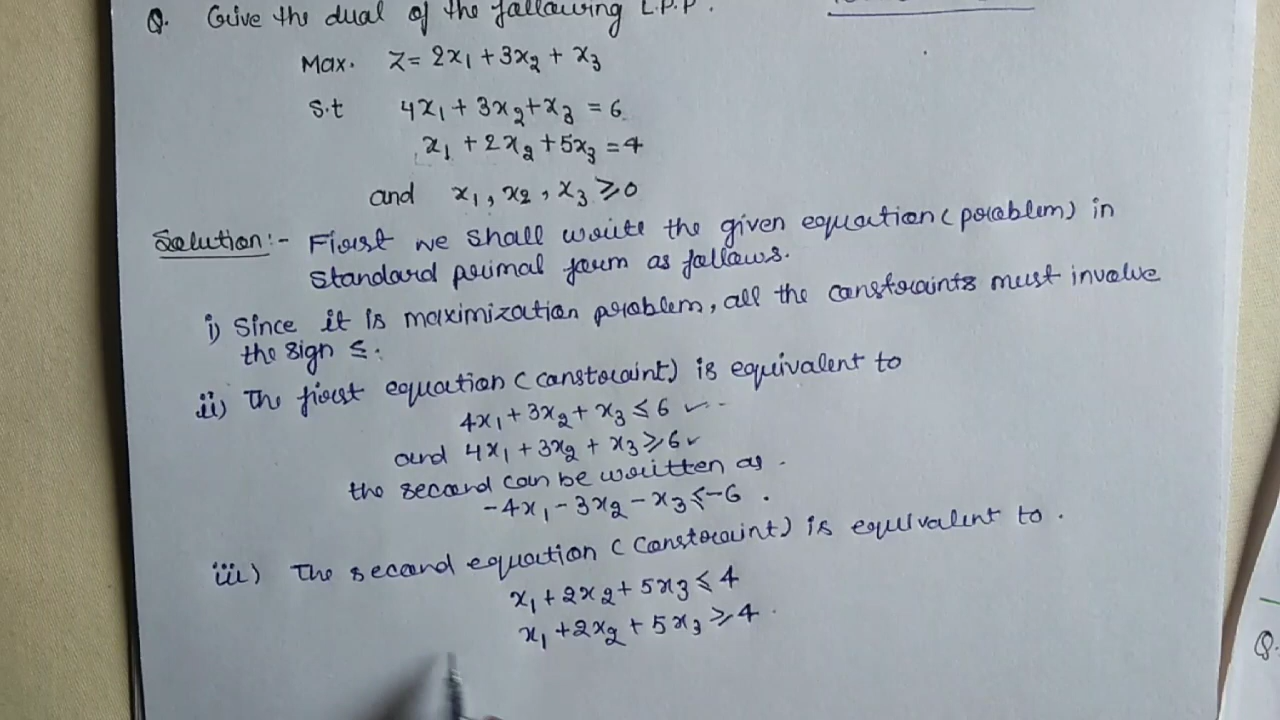 Q. Give the dual of the following L.P.P.
Max. Z = 2x₁ + 3x₂ + x₃
s.t 4x₁ + 3x₂ + x₃ = 6
x₁ + 2x₂ + 5x₃ = 4
and x₁, x₂, x₃ ≥ 0
Solution:- First we shall write the given equation (problem) in
standard primal form as follows.
i) Since it is maximization problem, all the constraints must involve
the sign ≤.
ii) The first equation (constraint) is equivalent to
4x₁ + 3x₂ + x₃ ≤ 6 ✓
and 4x₁ + 3x₂ + x₃ ≥ 6 ✓
the second can be written as.
-4x₁ - 3x₂ - x₃ ≤ -6.
iii) The second equation (constraint) is equivalent to.
x₁ + 2x₂ + 5x₃ ≤ 4
x₁ + 2x₂ + 5x₃ ≥ 4.
Q.